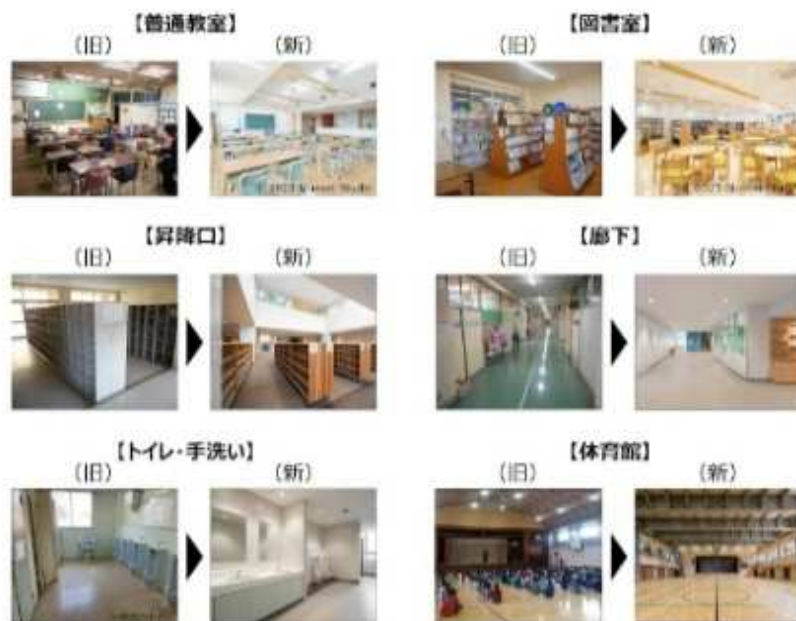 【普通教室】
(旧)
(新)
【図書室】
(旧)
(新)
【昇降口】
(旧)
(新)
【廊下】
(旧)
(新)
【トイレ・手洗い】
(旧)
(新)
【体育館】
(旧)
(新)